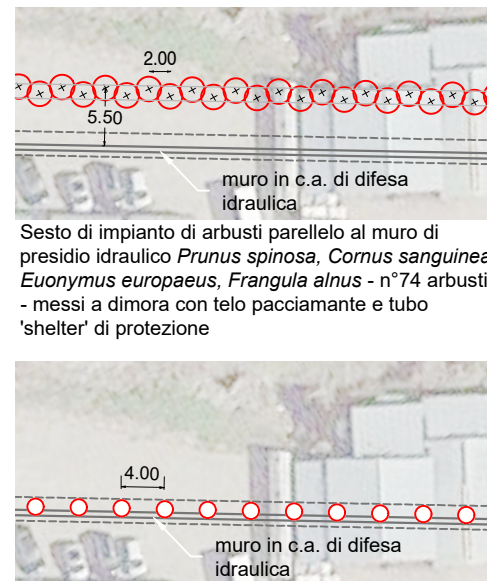 2.00
5.50
muro in c.a. di difesa
idraulica
Sesto di impianto di arbusti parellelo al muro di
presidio idraulico Prunus spinosa, Cornus sanguinea
Euonymus europaeus, Frangula alnus - n°74 arbusti
- messi a dimora con telo pacciamante e tubo
'shelter' di protezione
4.00
muro in c.a. di difesa
idraulica